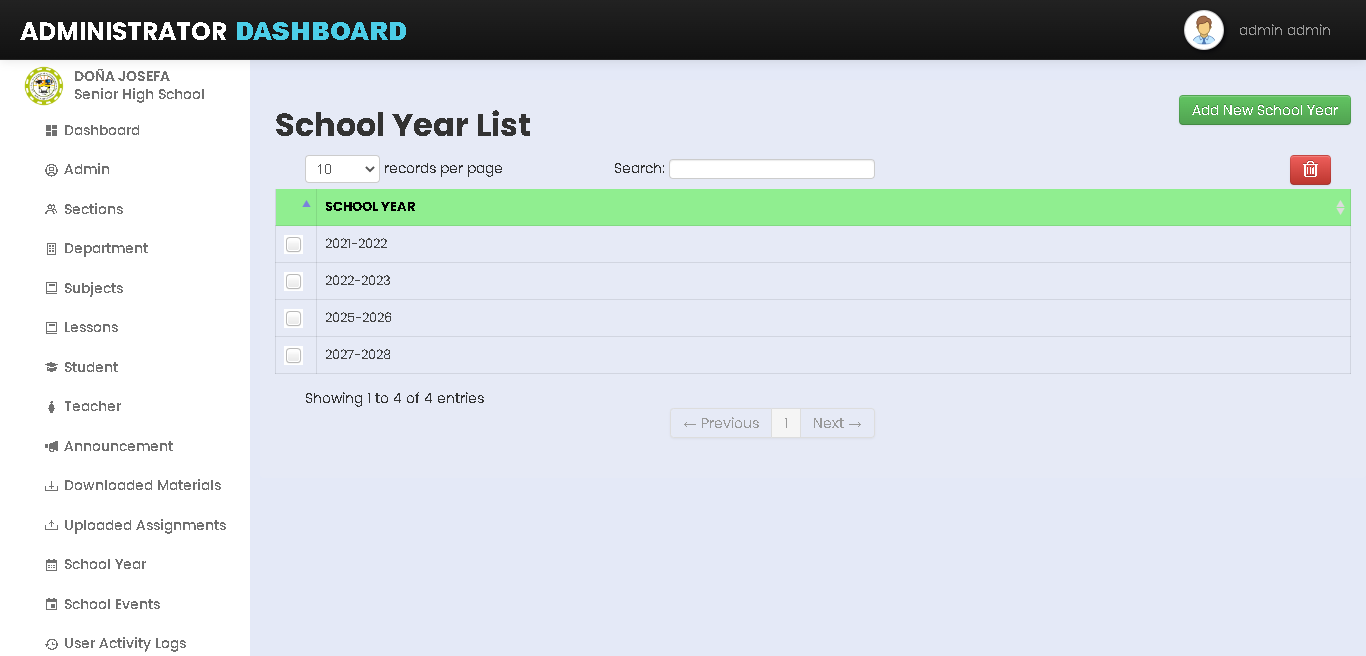 ADMINISTRATOR DASHBOARD
admin admin
DOÑA JOSEFA
Senior High School
Dashboard
Admin
Sections
Department
Subjects
Lessons
Student
Teacher
Announcement
Downloaded Materials
Uploaded Assignments
School Year
School Events
User Activity Logs
School Year List
Add New School Year
10 records per page
Search:
SCHOOL YEAR
2021-2022
2022-2023
2025-2026
2027-2028
Showing 1 to 4 of 4 entries
← Previous 1 Next →